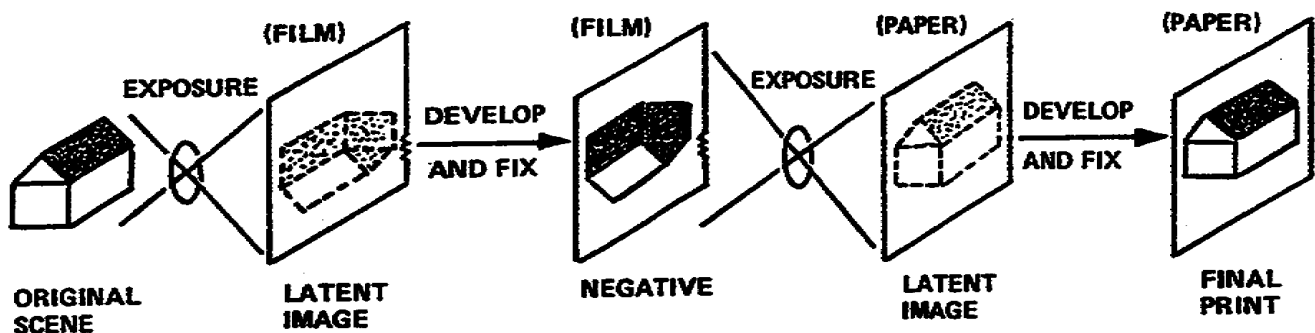 (FILM)
(FILM)
(PAPER)
(PAPER)
EXPOSURE
DEVELOP
AND FIX
EXPOSURE
DEVELOP
AND FIX
ORIGINAL
SCENE
LATENT
IMAGE
NEGATIVE
LATENT
IMAGE
FINAL
PRINT